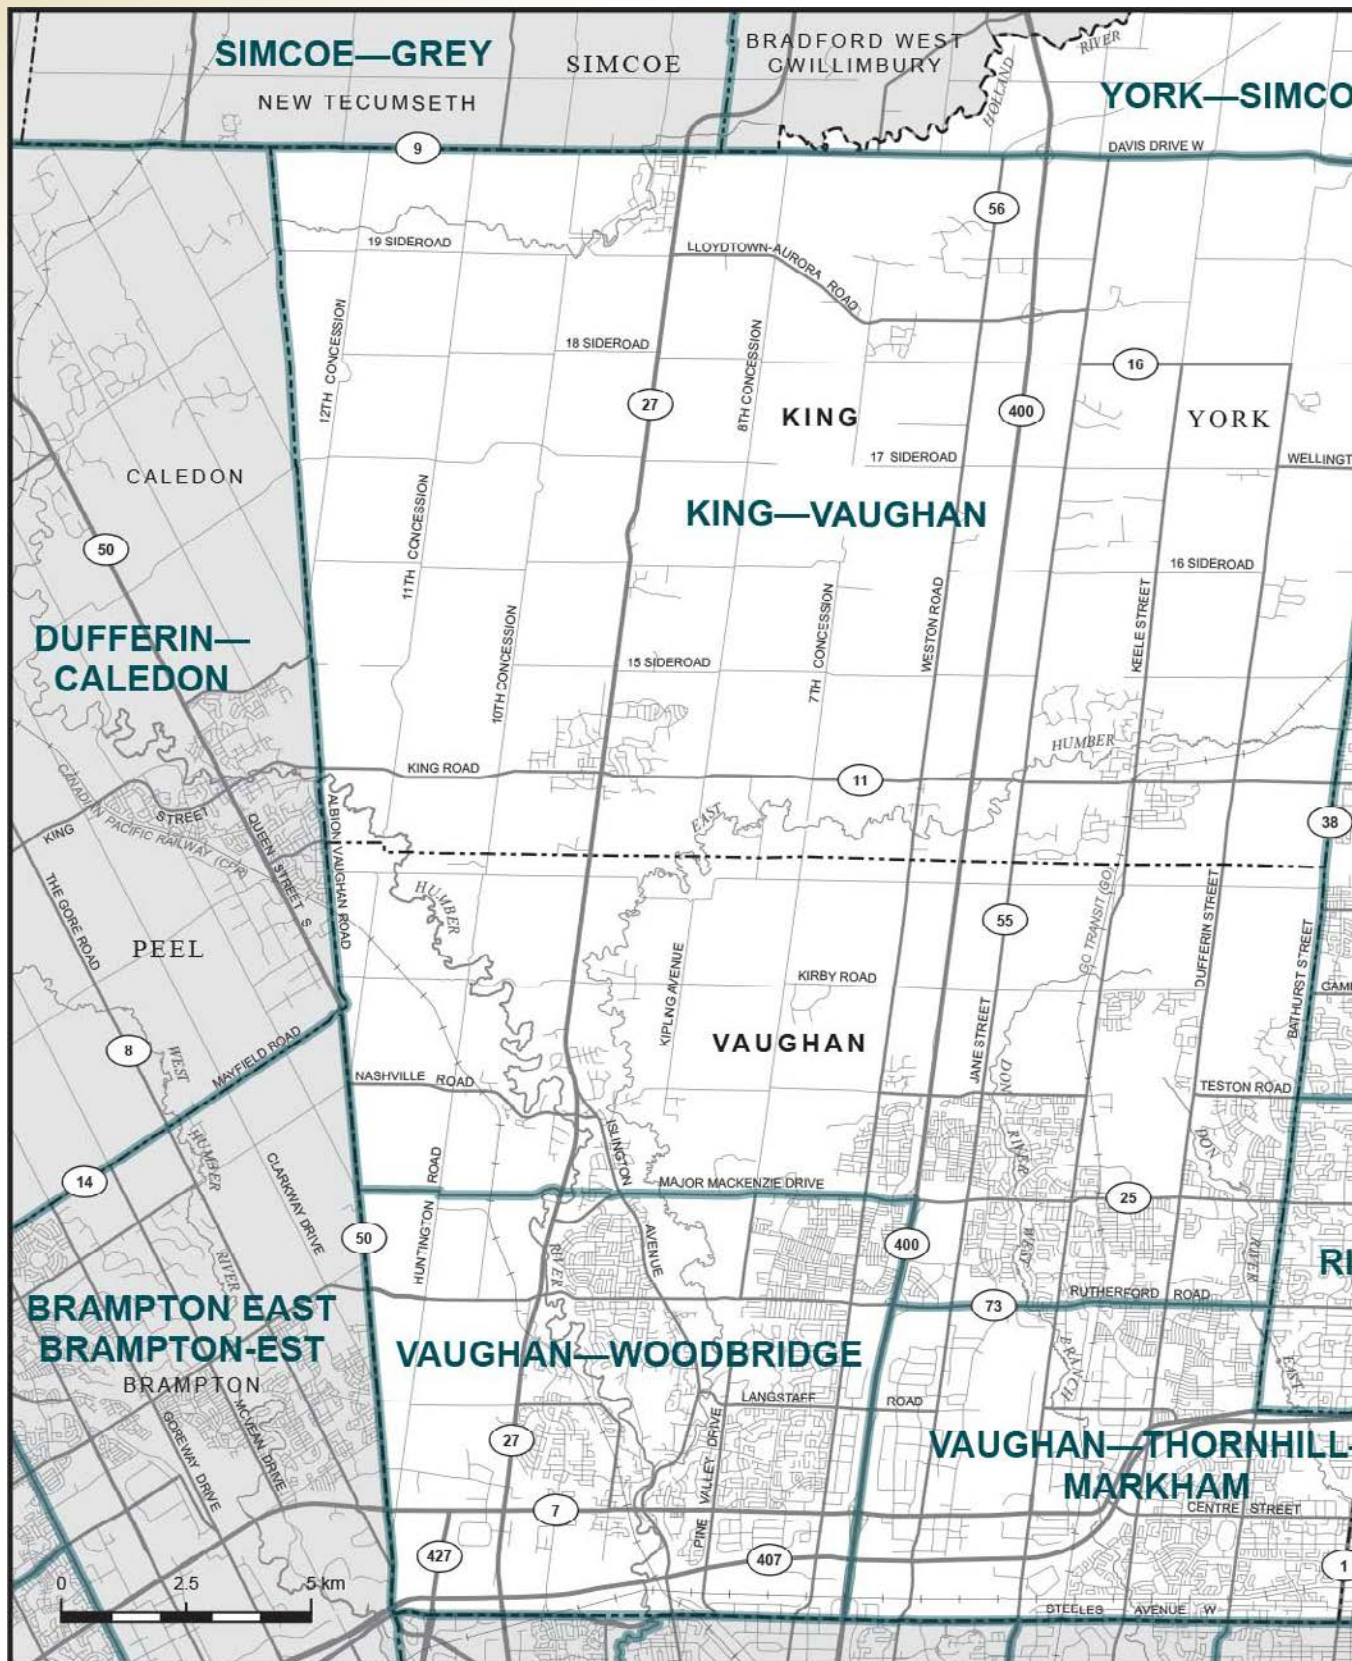 SIMCOE—GREY
SIMCOE
BRADFORD WEST
GWILLIMBURY
RIVER
HOLLAND
NEW TECUMSETH
YORK—SIMCO
9
DAVIS DRIVE W
56
19 SIDEROAD
LLOYDTOWN-AURORA ROAD
12TH CONCESSION
18 SIDEROAD
8TH CONCESSION
16
27
400
KING
YORK
17 SIDEROAD
WELLINGT
CALEDON
11TH CONCESSION
KING—VAUGHAN
50
16 SIDEROAD
10TH CONCESSION
7TH CONCESSION
WESTON ROAD
KEELE STREET
DUFFERIN—
CALEDON
15 SIDEROAD
HUMBER
KING ROAD
11
CANADIAN PACIFIC RAILWAY (CPR)
KING STREET
QUEEN STREET S
ALBION VAUGHAN ROAD
EAST
38
THE GORE ROAD
HUMBER
55
GO TRANSIT (GO)
DUFFERIN STREET
BATHURST STREET
PEEL
KIPLING AVENUE
KIRBY ROAD
GAM
8
WEST
MAYFIELD ROAD
VAUGHAN
JANE STREET
DON
NASHVILLE ROAD
TESTON ROAD
ISLINGTON
HUMBER
RIVER
DON
14
CLARKWAY DRIVE
ROAD
MAJOR MACKENZIE DRIVE
25
50
HUNTINGTON
AVENUE
400
WEST
RIVER
RIVER
RIVER
RI
RUTHERFORD ROAD
73
BRAMPTON EAST
BRAMPTON-EST
BRAMPTON
VAUGHAN—WOODBRIDGE
BRANCH
EAST
LANGSTAFF ROAD
GOREWAY DRIVE
MCVEAN DRIVE
PINE VALLEY DRIVE
27
VAUGHAN—THORNHILL-
MARKHAM
7
CENTRE STREET
427
407
1
0 2.5 5 km
STEELES AVENUE W